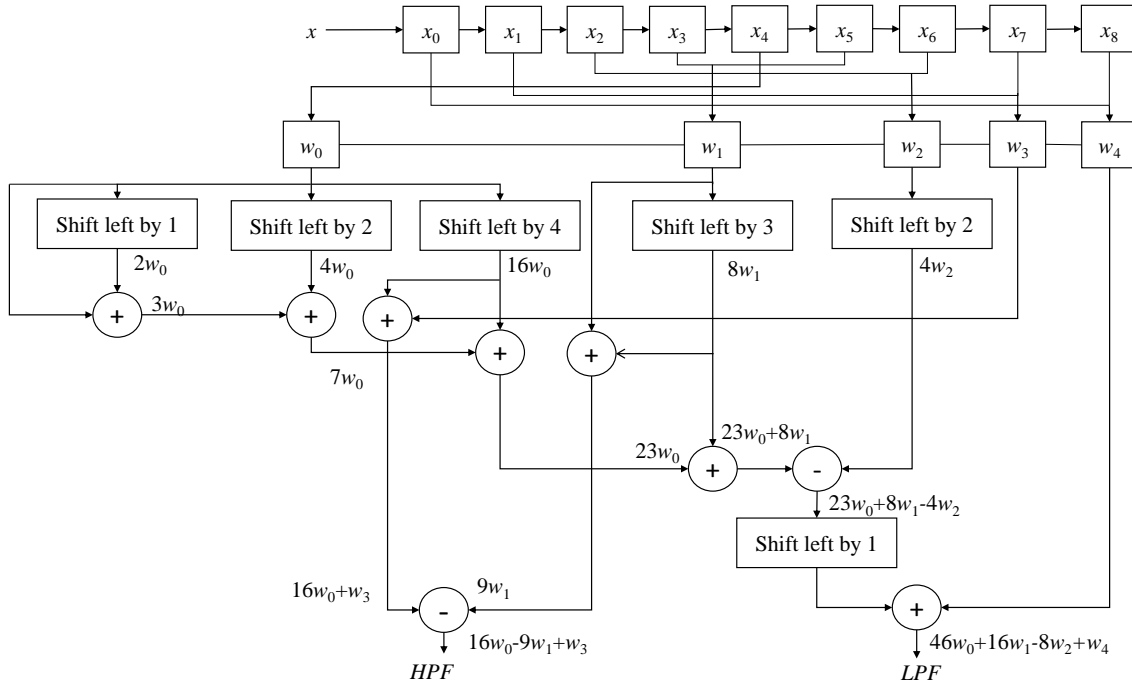 x x₀ x₁ x₂ x₃ x₄ x₅ x₆ x₇ x₈
w₀ w₁ w₂ w₃ w₄
Shift left by 1 Shift left by 2 Shift left by 4 Shift left by 3 Shift left by 2
2w₀ 4w₀ 16w₀ 8w₁ 4w₂
+ 3w₀ + +
7w₀ + +
23w₀ + 23w₀+8w₁ -
23w₀+8w₁-4w₂
Shift left by 1
16w₀+w₃ - 9w₁ +
16w₀-9w₁+w₃ 46w₀+16w₁-8w₂+w₄
HPF LPF